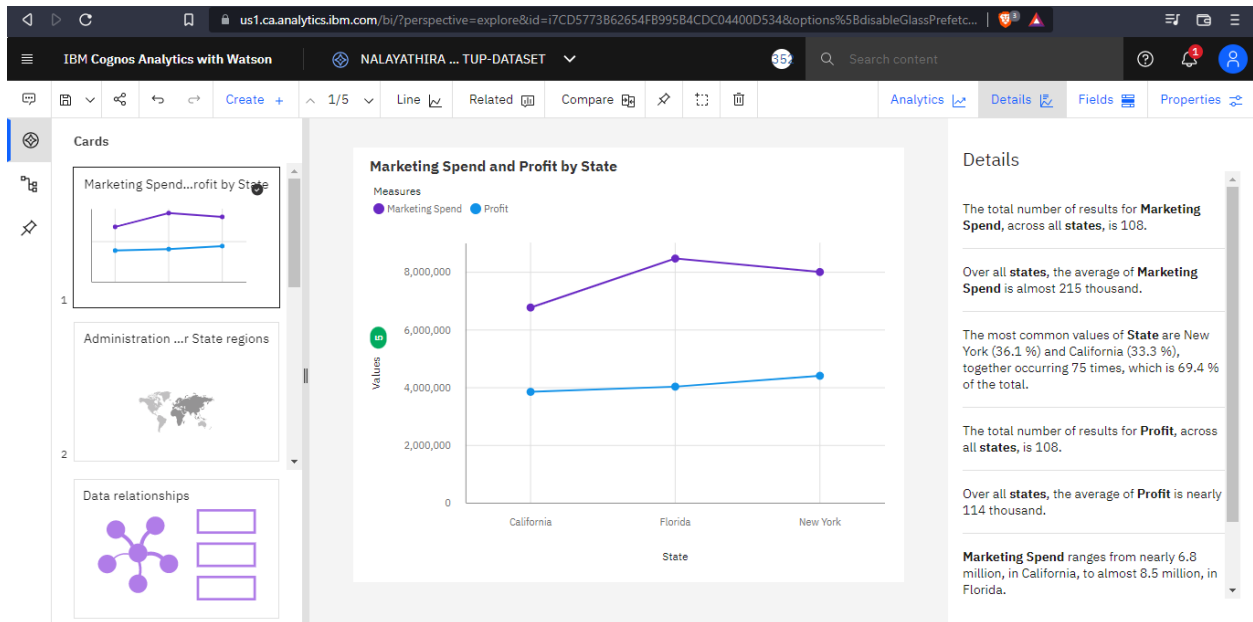 us1.ca.analytics.ibm.com/bi/?perspective=explore&id=i7CD5773B62654FB995B4CDC04400D534&options%5BdisableGlassPrefetc...
3
IBM Cognos Analytics with Watson
NALAYATHIRA ... TUP-DATASET
352
Search content
1
Create +
1/5
Line
Related
Compare
Analytics
Details
Fields
Properties
Cards
Marketing Spend...rofit by State
1
Administration ...r State regions
2
Data relationships
Marketing Spend and Profit by State
Measures
Marketing Spend
Profit
8,000,000
6,000,000
4,000,000
2,000,000
0
Values
5
California
Florida
New York
State
Details
The total number of results for Marketing
Spend, across all states, is 108.
Over all states, the average of Marketing
Spend is almost 215 thousand.
The most common values of State are New
York (36.1 %) and California (33.3 %),
together occurring 75 times, which is 69.4 %
of the total.
The total number of results for Profit, across
all states, is 108.
Over all states, the average of Profit is nearly
114 thousand.
Marketing Spend ranges from nearly 6.8
million, in California, to almost 8.5 million, in
Florida.